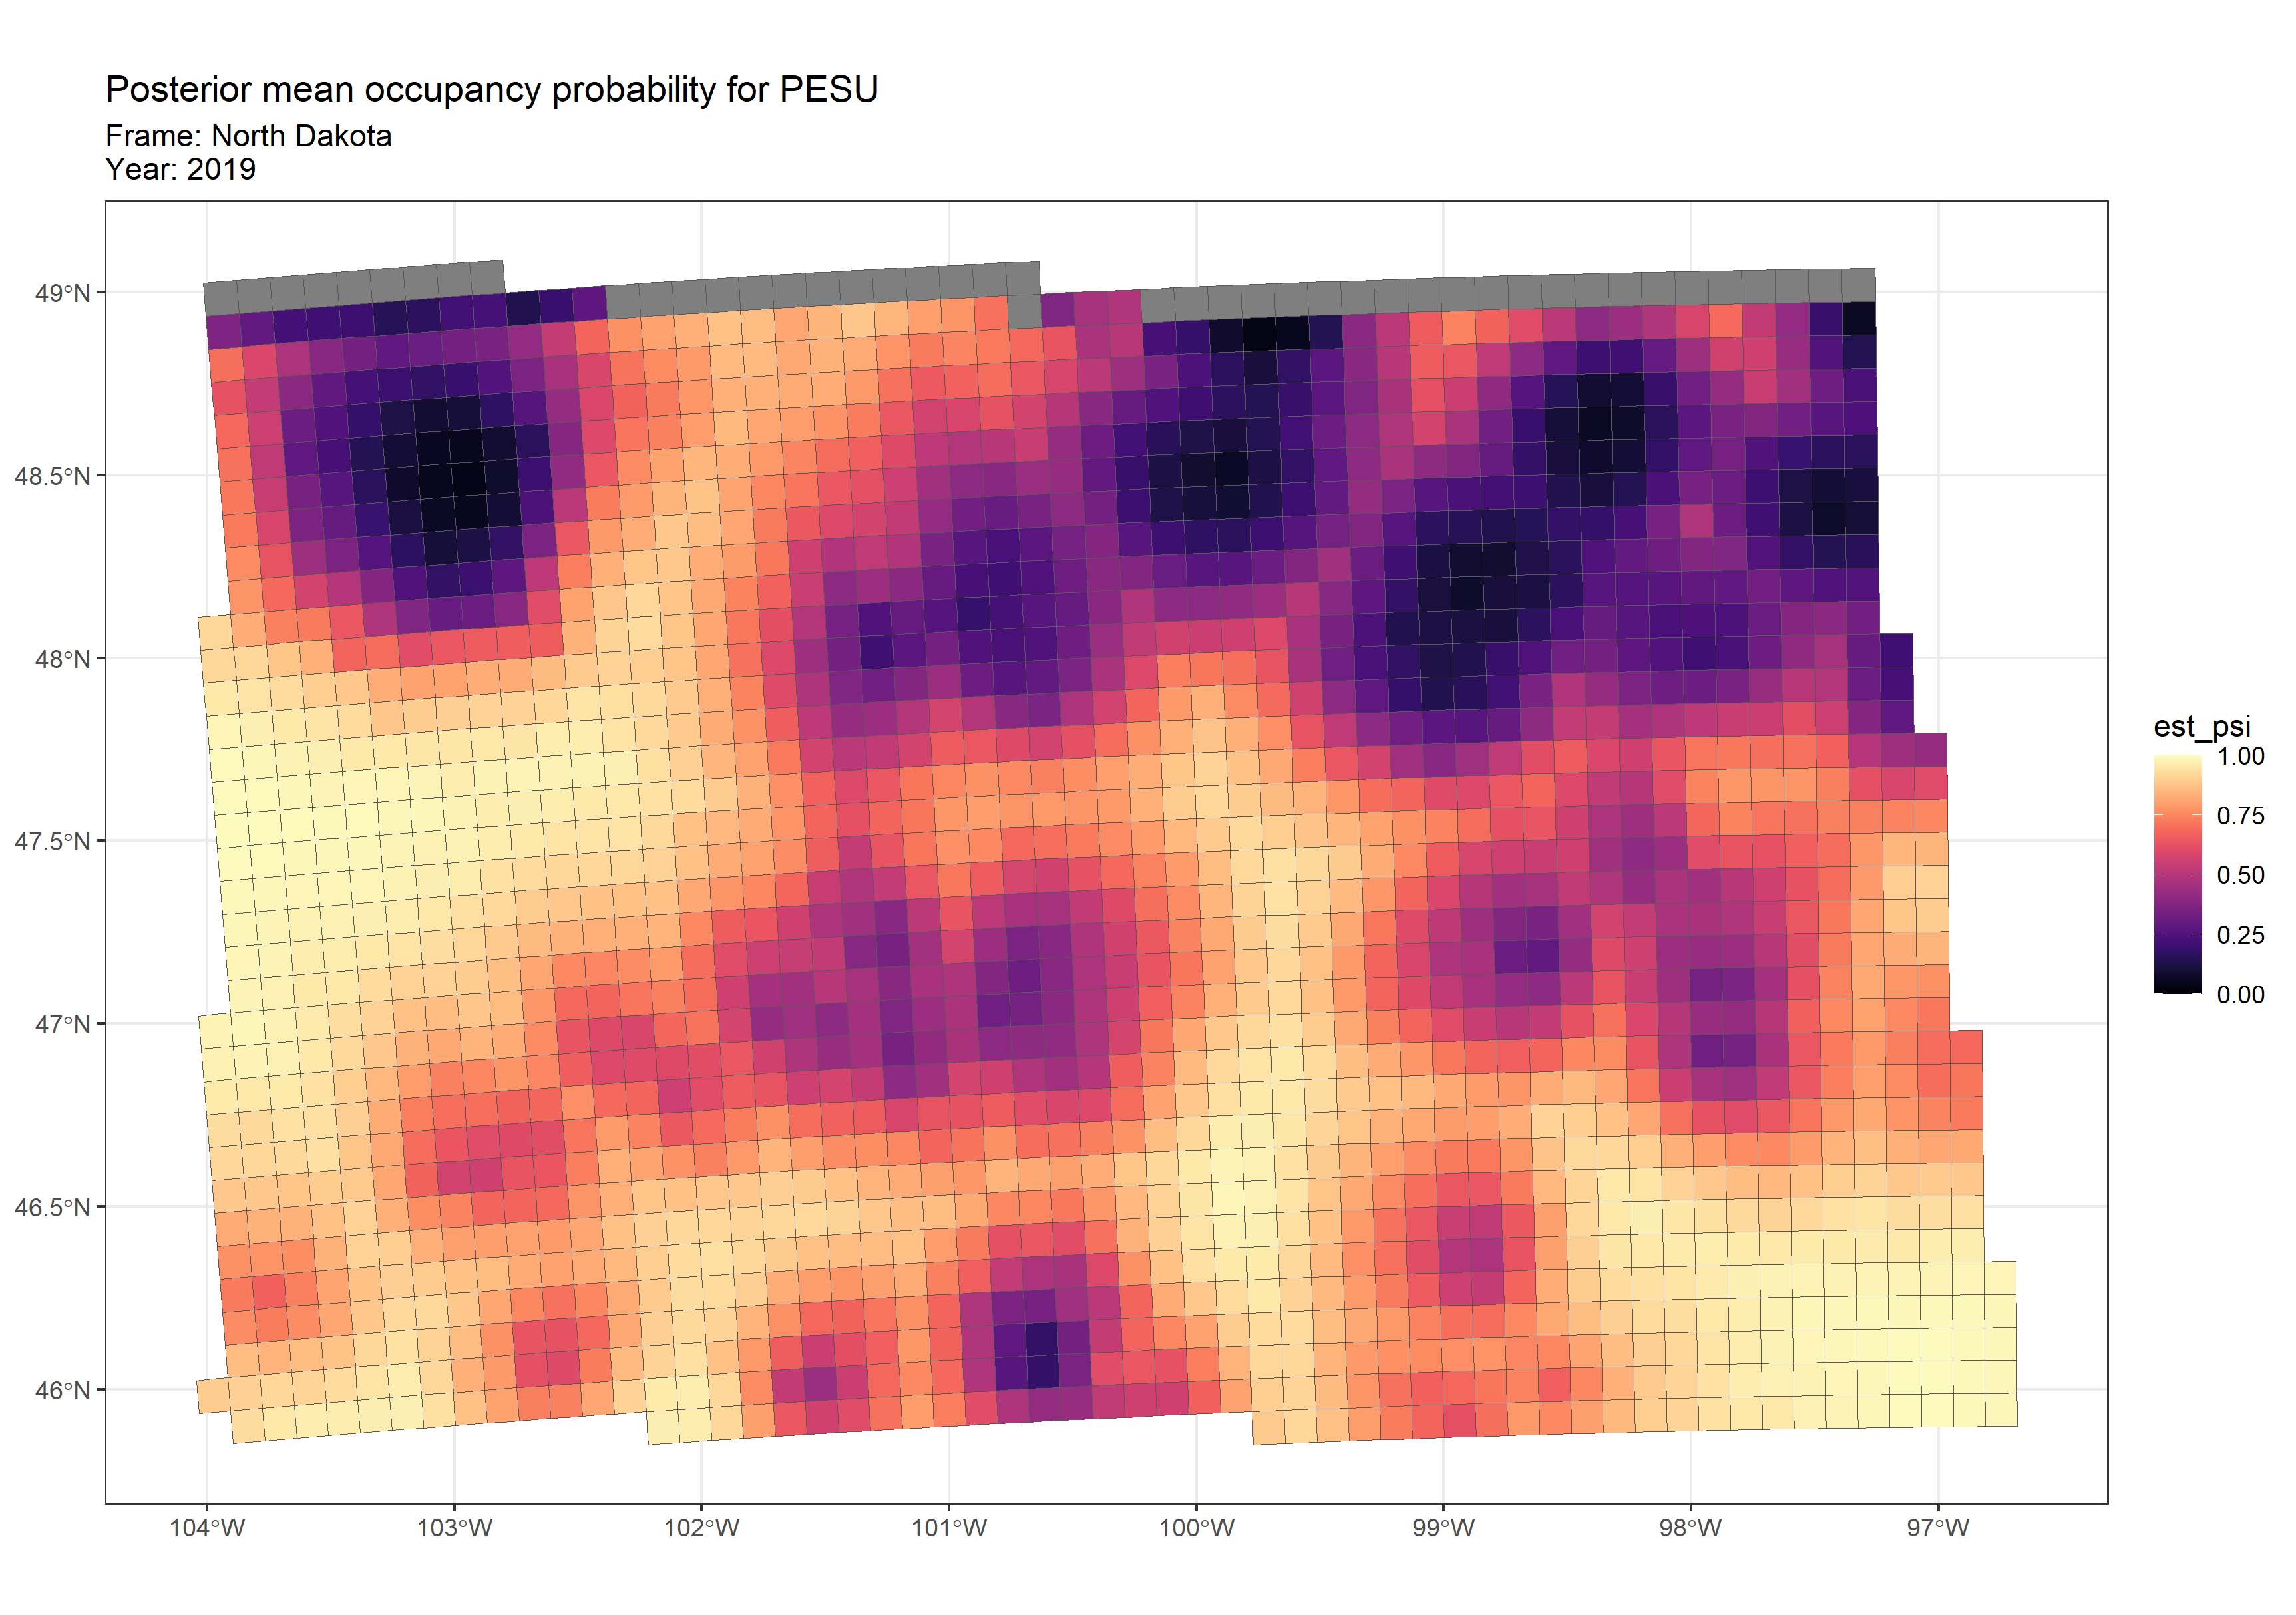 Posterior mean occupancy probability for PESU
Frame: North Dakota
Year: 2019
49°N
48.5°N
48°N
47.5°N
47°N
46.5°N
46°N
104°W
103°W
102°W
101°W
100°W
99°W
98°W
97°W
est_psi
1.00
0.75
0.50
0.25
0.00